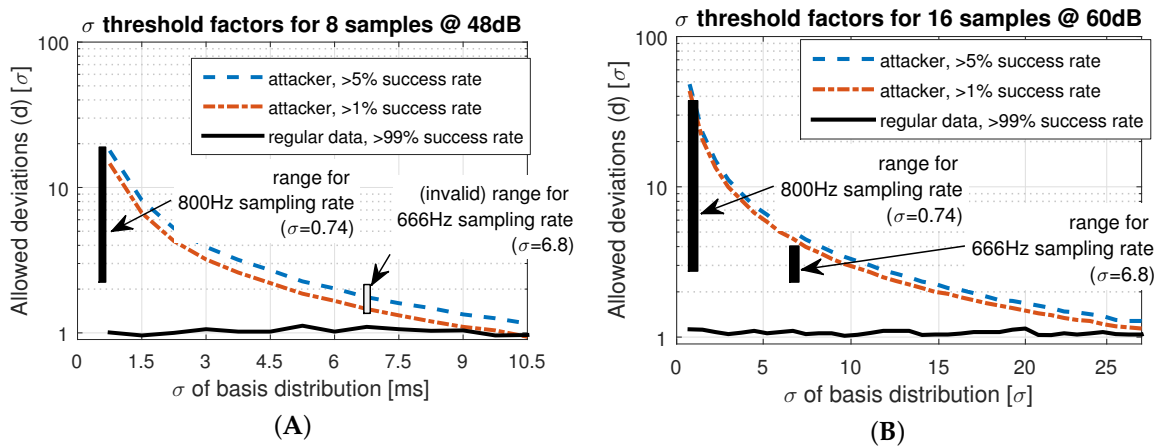 σ threshold factors for 8 samples @ 48dB
100
10
1
Allowed deviations (d) [σ]
attacker, >5% success rate
attacker, >1% success rate
regular data, >99% success rate
range for
800Hz sampling rate
(σ=0.74)
(invalid) range for
666Hz sampling rate
(σ=6.8)
0 1.5 3 4.5 6 7.5 9 10.5
σ of basis distribution [ms]
(A)
σ threshold factors for 16 samples @ 60dB
100
10
1
Allowed deviations (d) [σ]
attacker, >5% success rate
attacker, >1% success rate
regular data, >99% success rate
range for
800Hz sampling rate
(σ=0.74)
range for
666Hz sampling rate
(σ=6.8)
0 5 10 15 20 25
σ of basis distribution [σ]
(B)